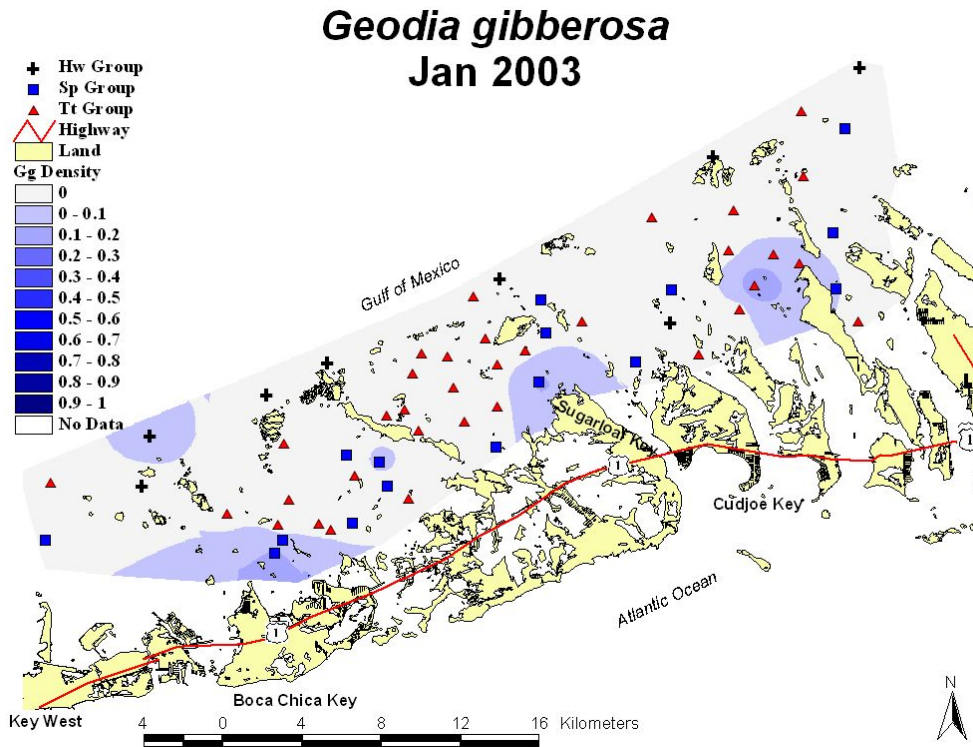 Geodia gibberosa
Jan 2003
Hw Group
Sp Group
Tt Group
Highway
Land
Gg Density
0
0 - 0.1
0.1 - 0.2
0.2 - 0.3
0.3 - 0.4
0.4 - 0.5
0.5 - 0.6
0.6 - 0.7
0.7 - 0.8
0.8 - 0.9
0.9 - 1
No Data
Gulf of Mexico
Sugarloaf Key
1
1
Cudjoe Key
Atlantic Ocean
1
Boca Chica Key
Key West
4 0 4 8 12 16 Kilometers
N